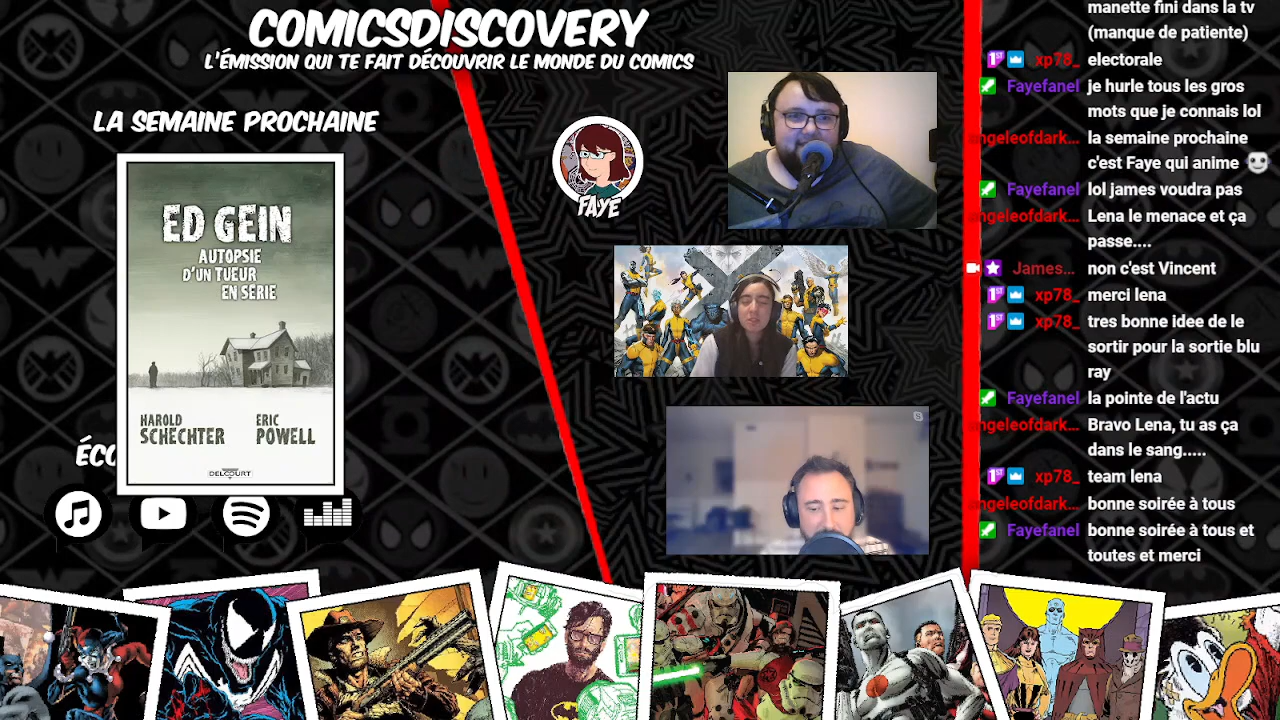 COMICSDISCOVERY
L'ÉMISSION QUI TE FAIT DÉCOUVRIR LE MONDE DU COMICS
LA SEMAINE PROCHAINE
ED GEIN
AUTOPSIE
D'UN TUEUR
EN SÉRIE
HAROLD
SCHECHTER
ERIC
POWELL
DELCOURT
FAYE
manette fini dans la tv
(manque de patiente)
xp78_ electorale
Fayefanel je hurle tous les gros
mots que je connais lol
ngeleofdark... la semaine prochaine
c'est Faye qui anime
Fayefanel lol james voudra pas
ngeleofdark... Lena le menace et ça
passe....
James... non c'est Vincent
xp78_ merci lena
xp78_ tres bonne idee de le
sortir pour la sortie blu
ray
Fayefanel la pointe de l'actu
ngeleofdark... Bravo Lena, tu as ça
dans le sang.....
xp78_ team lena
ngeleofdark... bonne soirée à tous
Fayefanel bonne soirée à tous et
toutes et merci